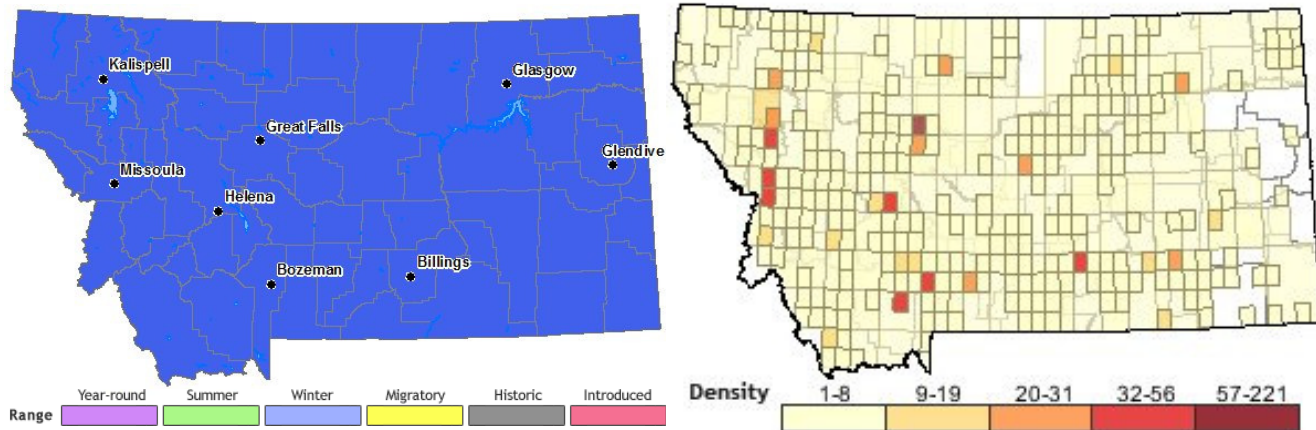 Kalispell
Glasgow
Great Falls
Glendive
Missoula
Helena
Bozeman
Billings
Year-round Summer Winter Migratory Historic Introduced
Range
Density 1-8 9-19 20-31 32-56 57-221